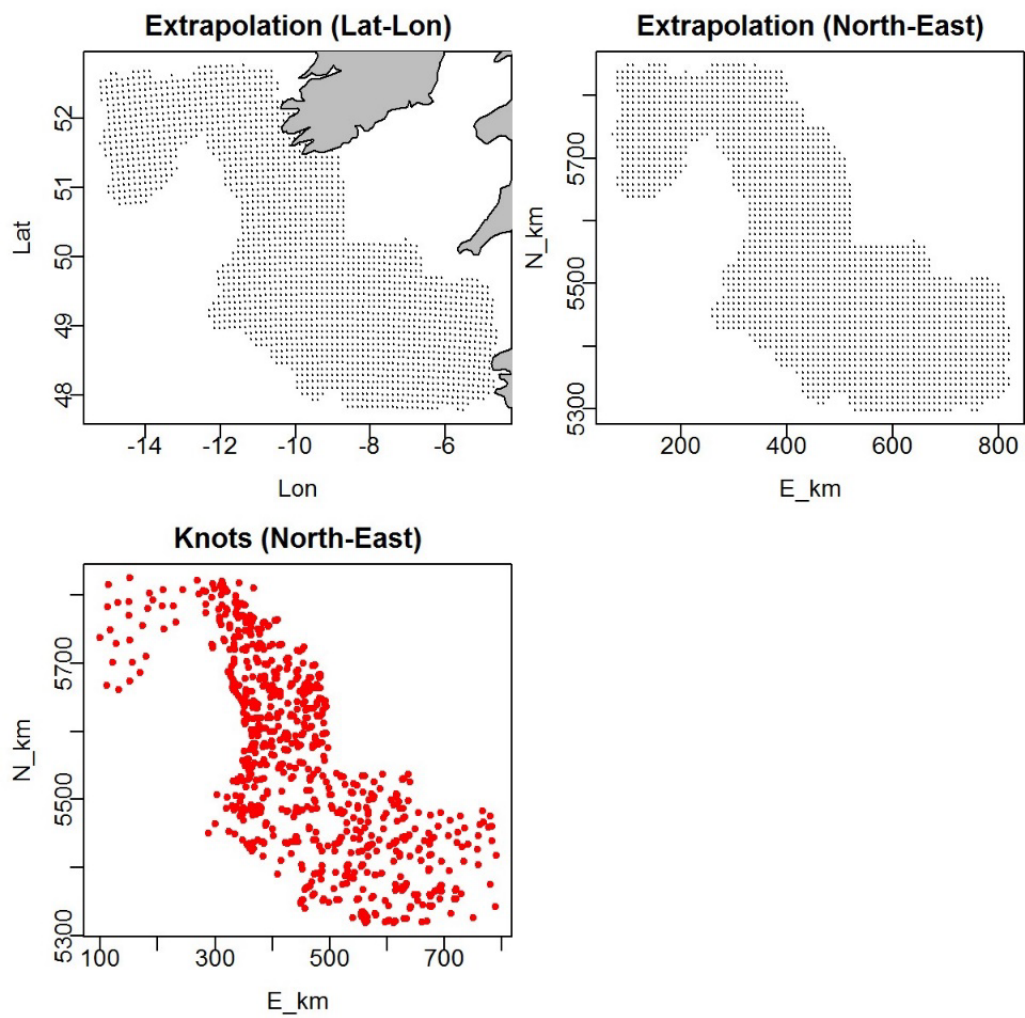 Extrapolation (Lat-Lon)
Lat
52
51
50
49
48
-14
-12
-10
-8
-6
Lon
Extrapolation (North-East)
N_km
5700
5500
5300
200
400
600
800
E_km
Knots (North-East)
N_km
5700
5500
5300
100
300
500
700
E_km